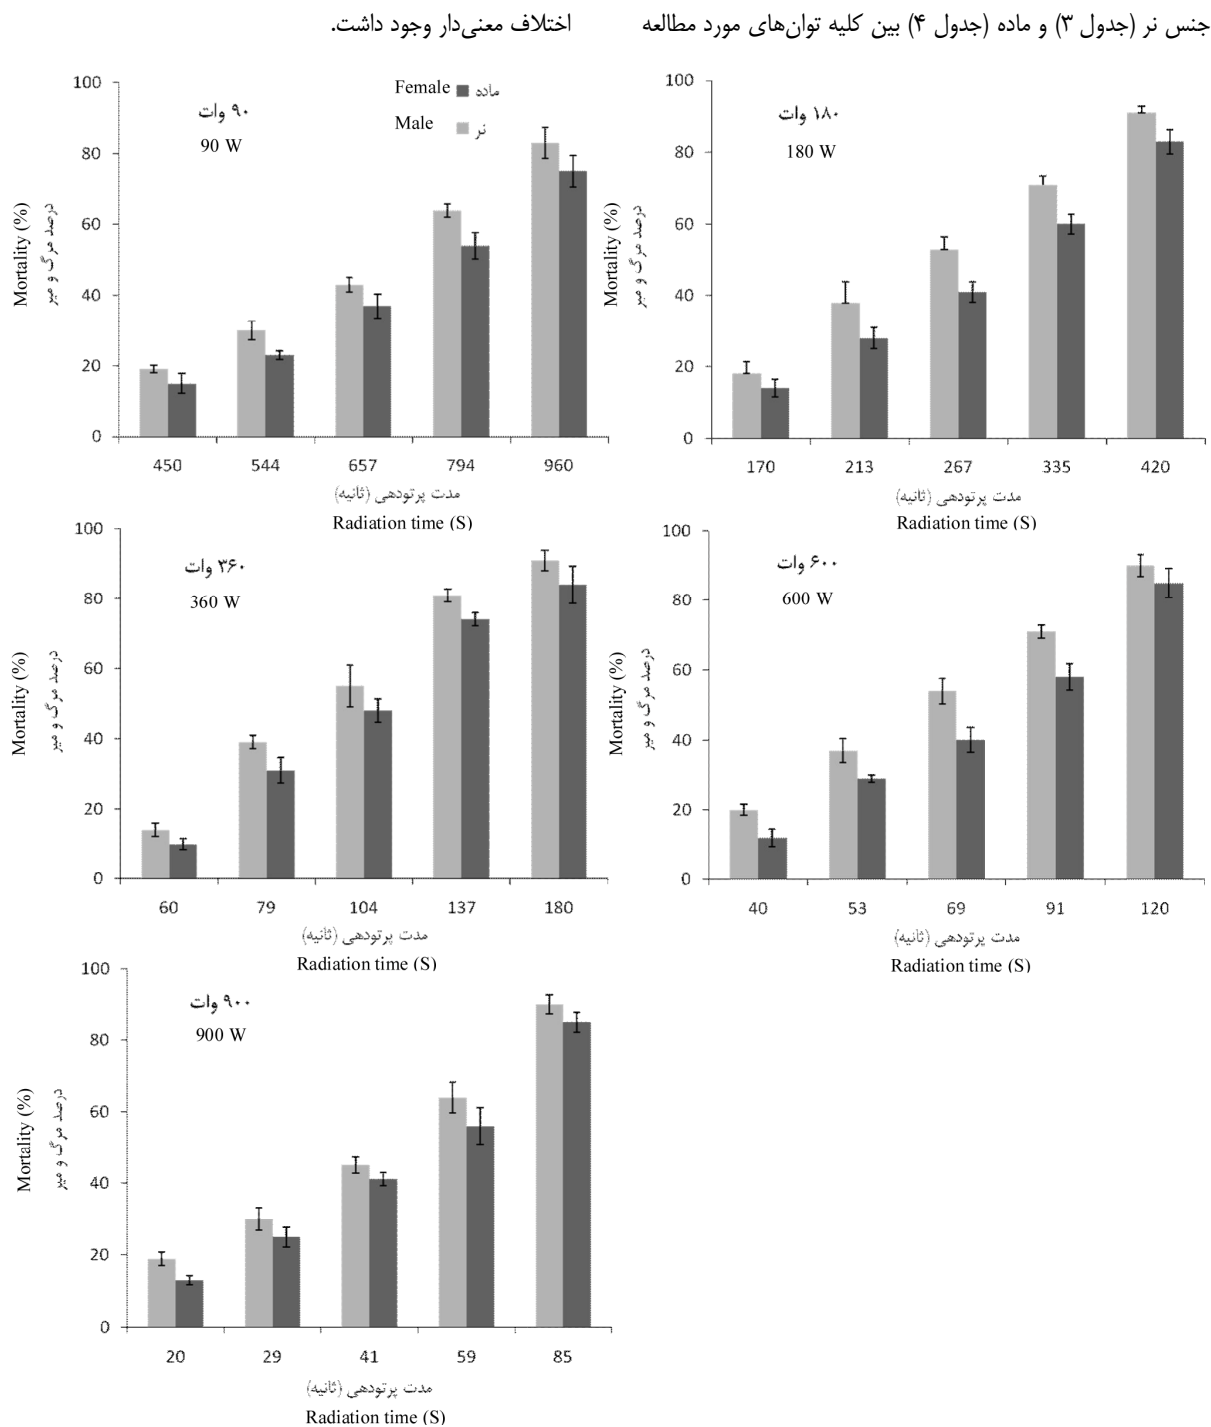 جنس نر (جدول ۳) و ماده (جدول ۴) بین کلیه توان‌های مورد مطالعه
اختلاف معنی‌دار وجود داشت.
Mortality (%)
درصد مرگ و میر
100
80
60
40
20
0
۹۰ وات
90 W
Female ماده
Male نر
450 544 657 794 960
مدت پرتودهی (ثانیه)
Radiation time (S)
Mortality (%)
درصد مرگ و میر
100
80
60
40
20
0
۱۸۰ وات
180 W
170 213 267 335 420
مدت پرتودهی (ثانیه)
Radiation time (S)
Mortality (%)
درصد مرگ و میر
100
80
60
40
20
0
۳۶۰ وات
360 W
60 79 104 137 180
مدت پرتودهی (ثانیه)
Radiation time (S)
Mortality (%)
درصد مرگ و میر
100
80
60
40
20
0
۶۰۰ وات
600 W
40 53 69 91 120
مدت پرتودهی (ثانیه)
Radiation time (S)
Mortality (%)
درصد مرگ و میر
100
80
60
40
20
0
۹۰۰ وات
900 W
20 29 41 59 85
مدت پرتودهی (ثانیه)
Radiation time (S)